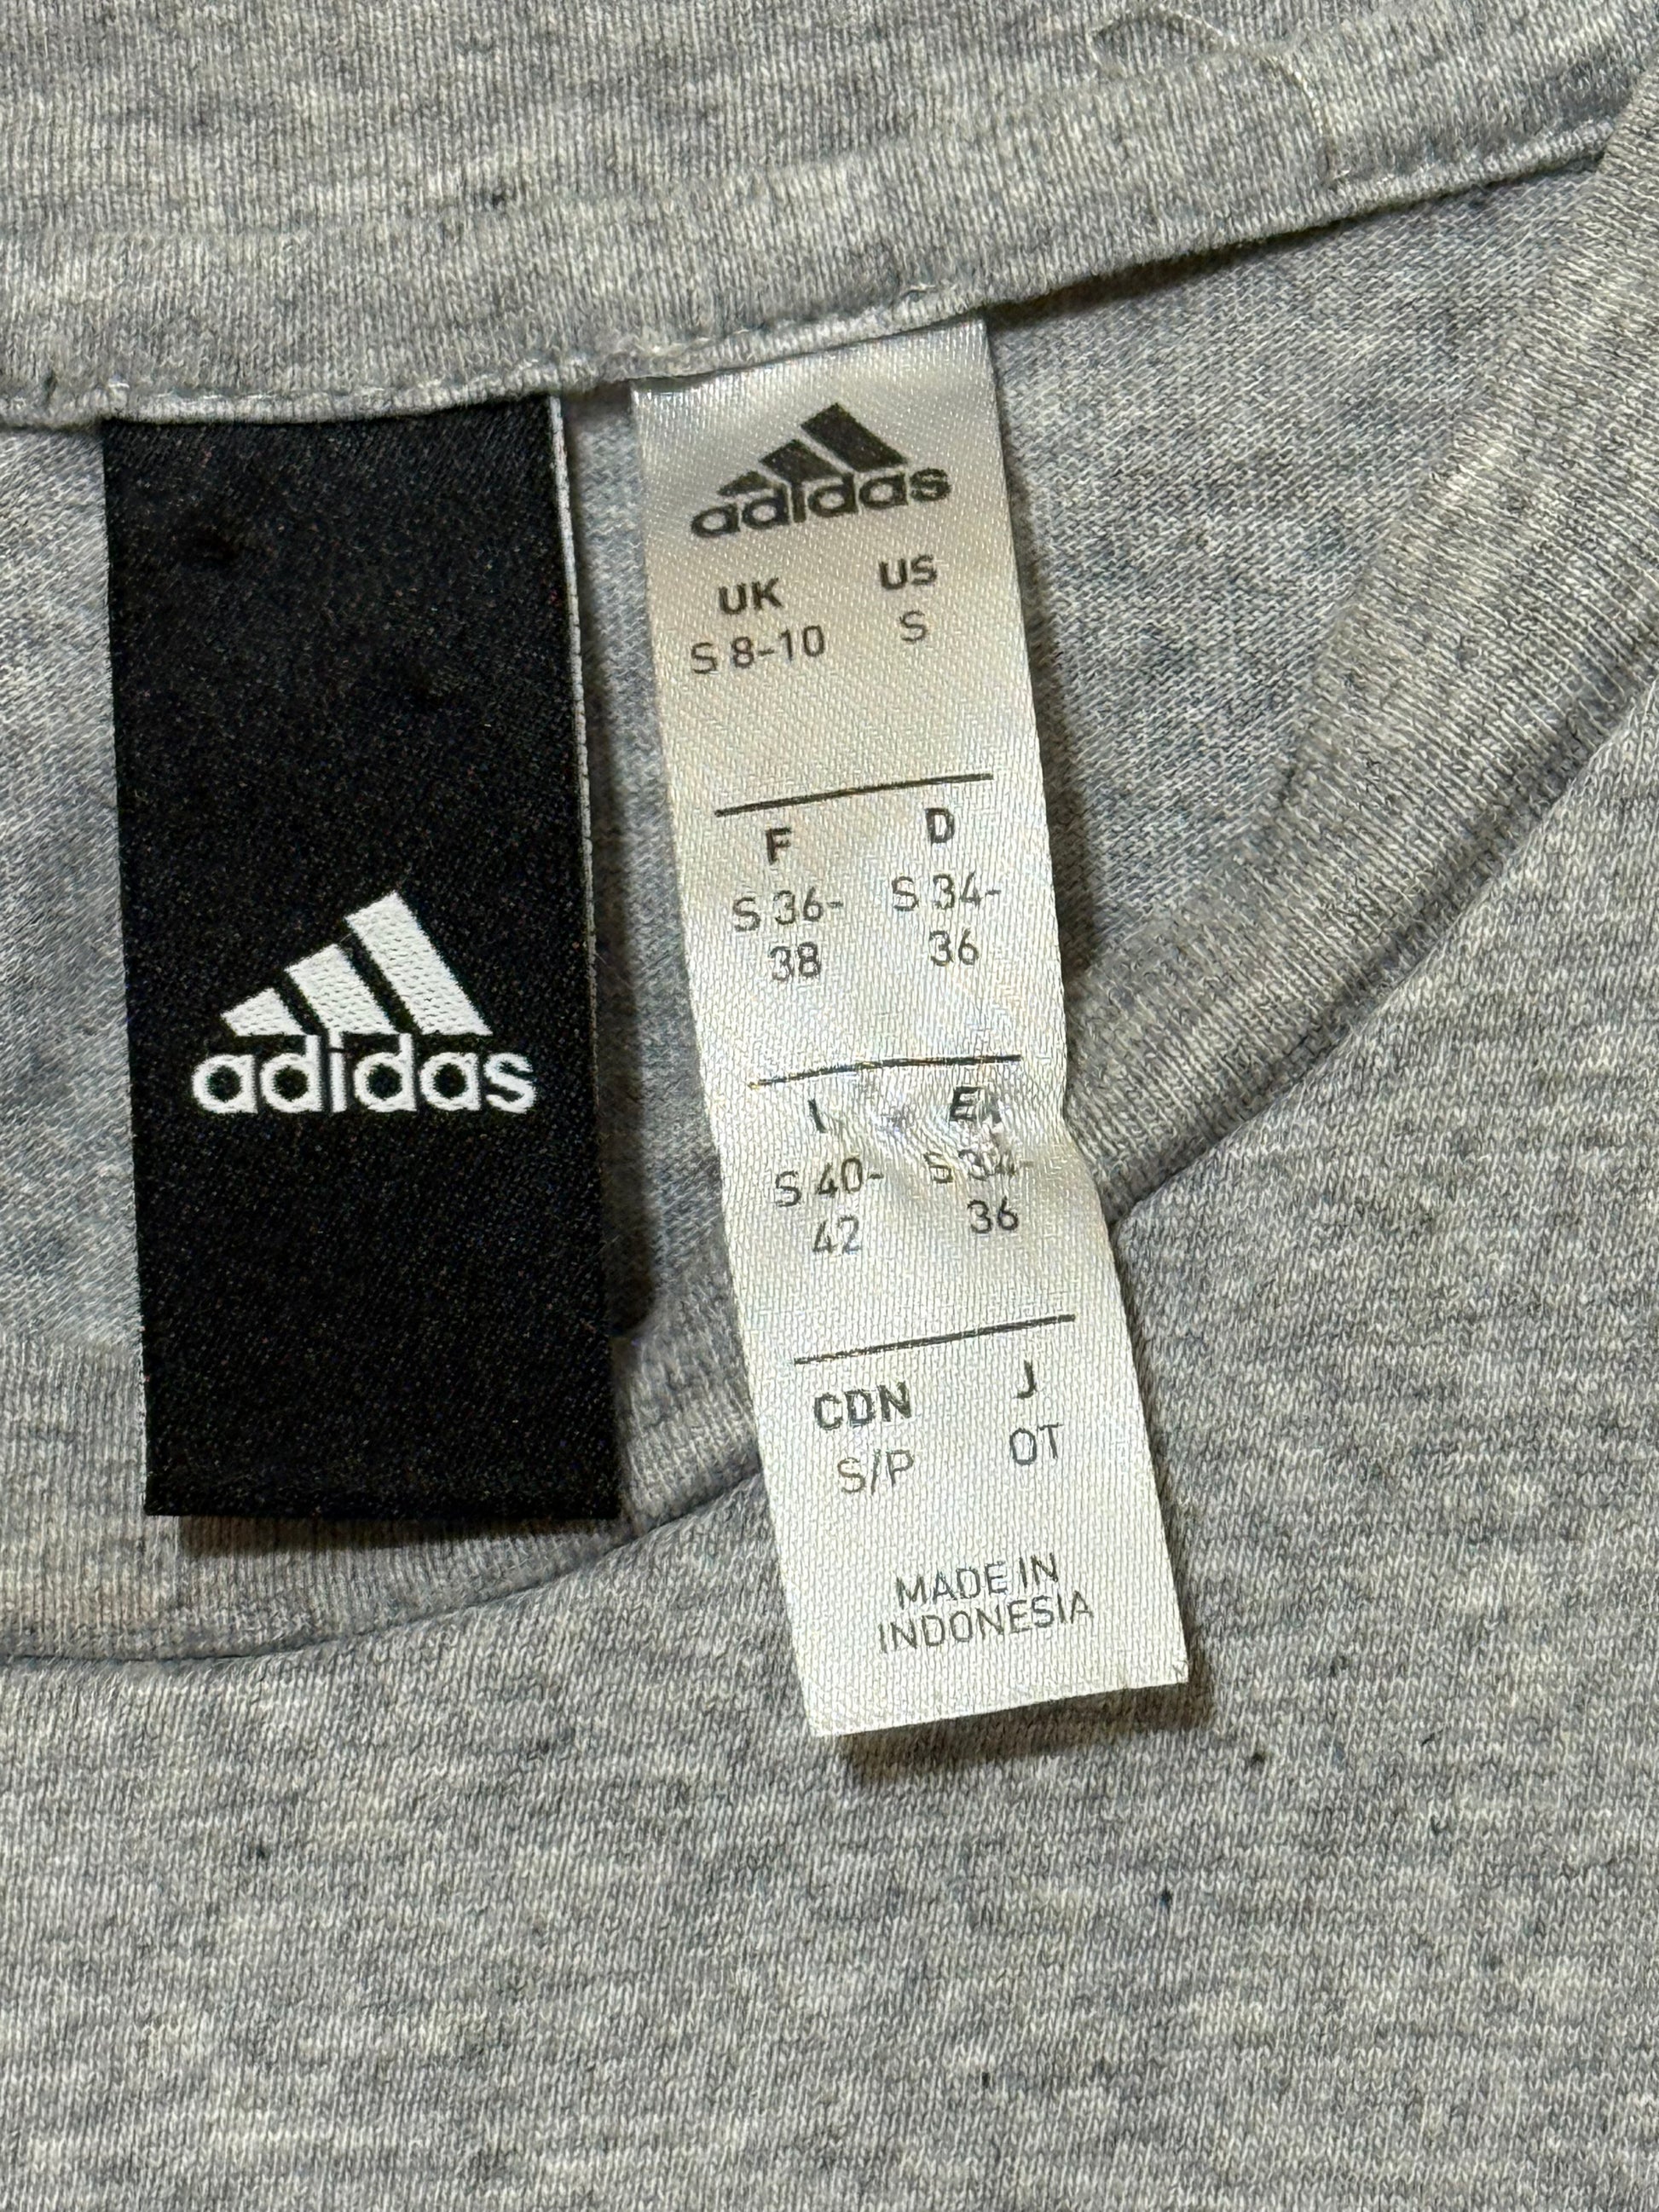 adidas
adidas
UK US
S 8-10 S
F D
S 36- S 34-
38 36
I E
S 40- S 34-
42 36
CDN J
S/P OT
MADE IN
INDONESIA